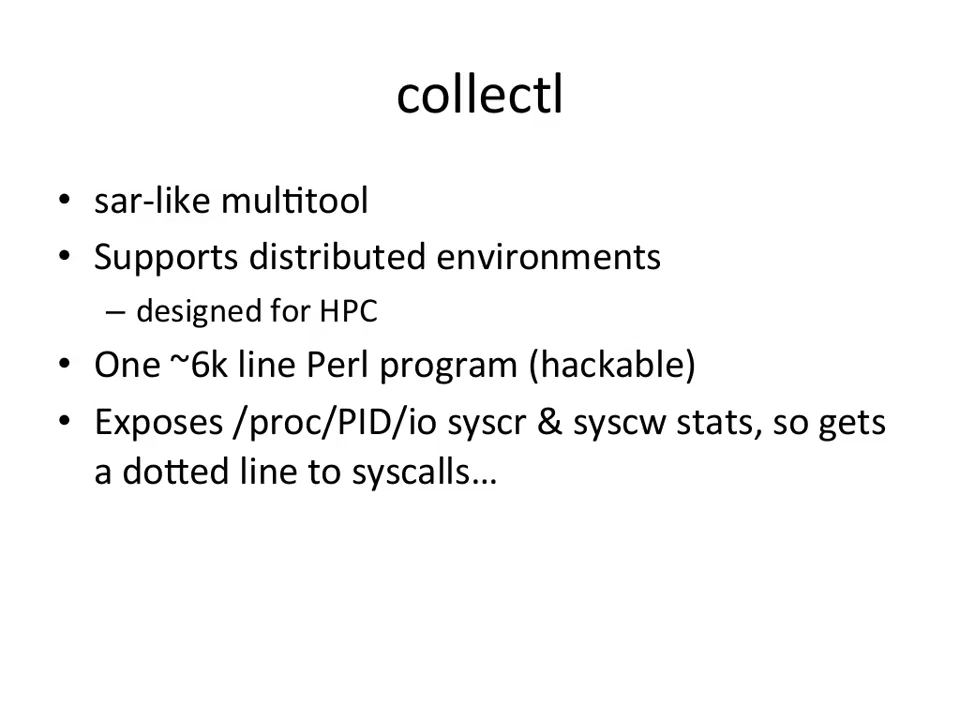 collectl
• sar-like multitool
• Supports distributed environments
– designed for HPC
• One ~6k line Perl program (hackable)
• Exposes /proc/PID/io syscr & syscw stats, so gets
a dotted line to syscalls…